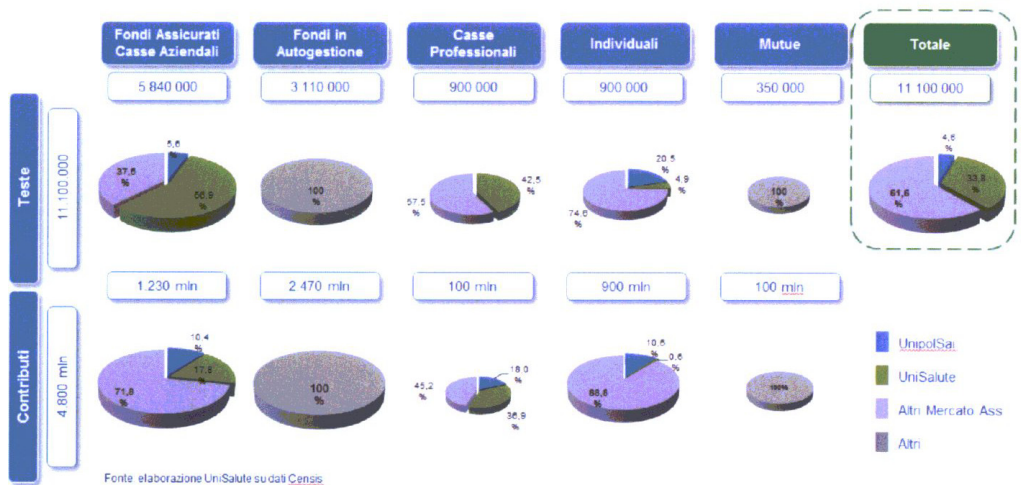 Fondi Assicurati
Casse Aziendali
Fondi in
Autogestione
Casse
Professionali
Individuali
Mutue
Totale
5 840 000
3 110 000
900 000
900 000
350 000
11 100 000
Teste
11 100 000
5,6
%
37,6
%
56,9
%
100
%
42,5
%
57,5
%
20,5
%
4,9
%
74,6
%
100
%
4,6
%
33,8
%
61,6
%
1.230 mln
2 470 mln
100 mln
900 mln
100 mln
Contributi
4.800 mln
10,4
%
17,8
%
71,8
%
100
%
18,0
%
45,2
%
36,9
%
10,6
%
0,6
%
88,8
%
100%
UnipolSai
UniSalute
Altri Mercato Ass
Altri
Fonte elaborazione UniSalute su dati Censis